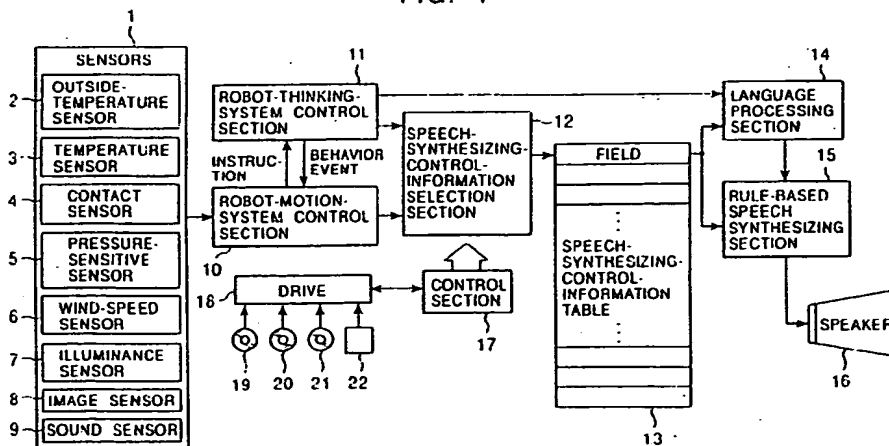 1
SENSORS
2
OUTSIDE-
TEMPERATURE
SENSOR
3
TEMPERATURE
SENSOR
4
CONTACT
SENSOR
5
PRESSURE-
SENSITIVE
SENSOR
6
WIND-SPEED
SENSOR
7
ILLUMINANCE
SENSOR
8
IMAGE SENSOR
9
SOUND SENSOR
11
ROBOT-THINKING-
SYSTEM CONTROL
SECTION
INSTRUCTION
BEHAVIOR
EVENT
ROBOT-MOTION-
SYSTEM CONTROL
SECTION
10
12
SPEECH-
SYNTHESIZING-
CONTROL-
INFORMATION
SELECTION
SECTION
18
DRIVE
19
20
21
22
CONTROL
SECTION
17
FIELD
SPEECH-
SYNTHESIZING-
CONTROL-
INFORMATION
TABLE
13
14
LANGUAGE
PROCESSING
SECTION
15
RULE-BASED
SPEECH
SYNTHESIZING
SECTION
SPEAKER
16